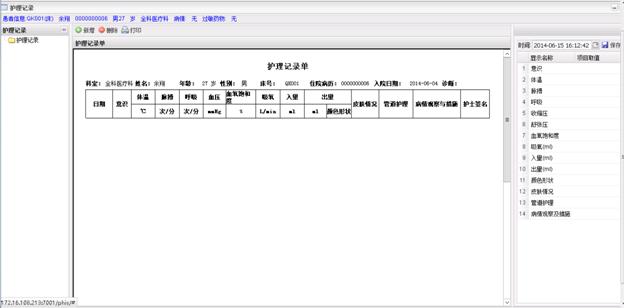 护理记录
患者信息:QK001(床) 余翔 0000000006 男27 岁 全科医疗科 病情 无 过敏药物 无
护理记录
护理记录
新增 删除 打印
护理记录单
护理记录单
科室: 全科医疗科 姓名: 余翔 年龄: 27 岁 性别: 男 床号: QK001 住院病历: 0000000006 入院日期: 2014-06-04 诊断:
日期 意识 体温 脉搏 呼吸 血压 血氧饱和度 吸氧 入量 出量 皮肤情况 管道护理 病情观察与措施 护士签名
℃ 次/分 次/分 mmHg % L/min ml ml 颜色形状
时间 2014-06-15 16:12:42 保存
显示名称 项目取值
1 意识
2 体温
3 脉搏
4 呼吸
5 收缩压
6 舒张压
7 血氧饱和度
8 吸氧(ml)
9 入量(ml)
10 出量(ml)
11 颜色形状
12 皮肤情况
13 管道护理
14 病情观察及措施
172.16.108.213:7001/phis/#